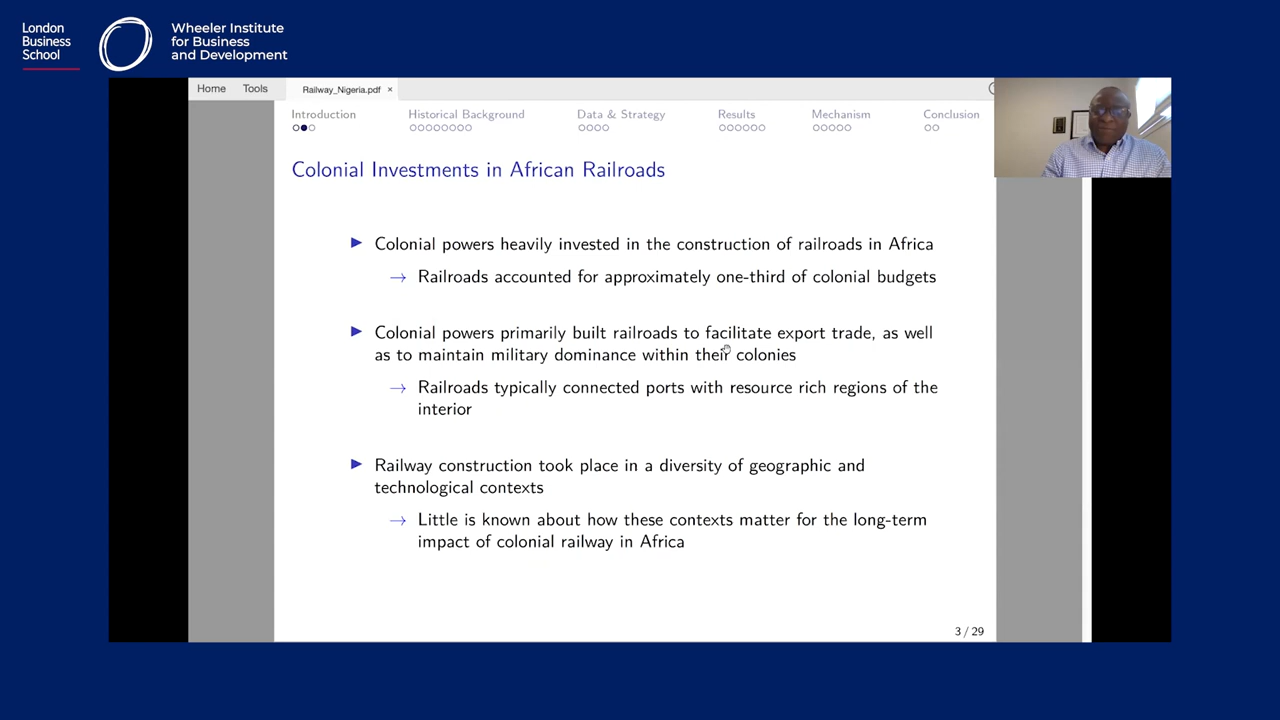 London
Business
School
Wheeler Institute
for Business
and Development
Home Tools Railway_Nigeria.pdf ×
Introduction Historical Background Data & Strategy Results Mechanism Conclusion
Colonial Investments in African Railroads
Colonial powers heavily invested in the construction of railroads in Africa
→ Railroads accounted for approximately one-third of colonial budgets
Colonial powers primarily built railroads to facilitate export trade, as well
as to maintain military dominance within their colonies
→ Railroads typically connected ports with resource rich regions of the
interior
Railway construction took place in a diversity of geographic and
technological contexts
→ Little is known about how these contexts matter for the long-term
impact of colonial railway in Africa
3 / 29